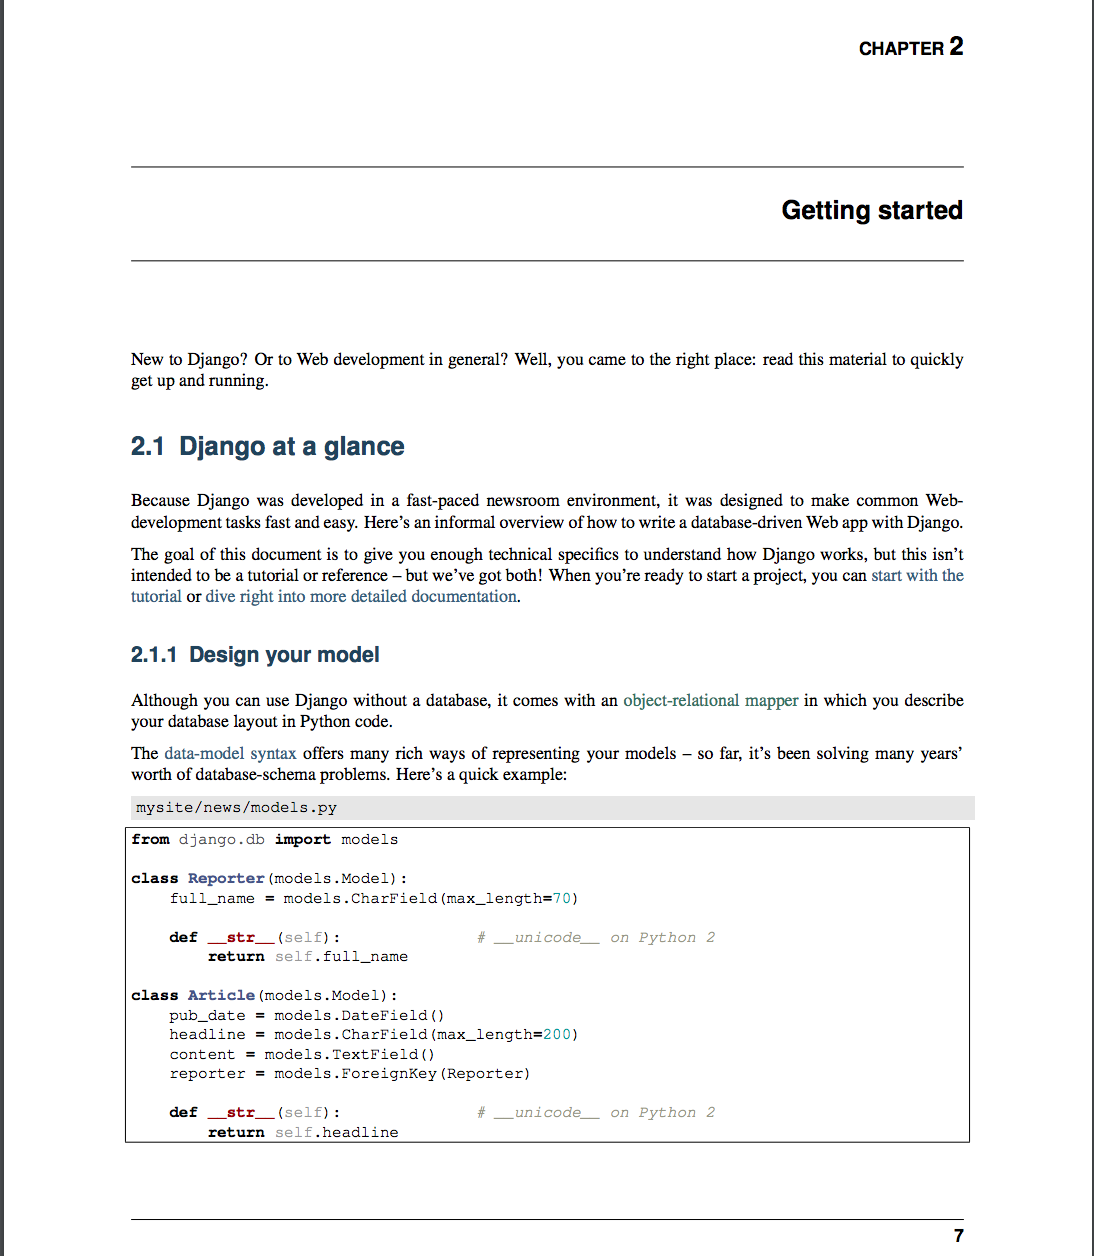 CHAPTER 2
Getting started
New to Django? Or to Web development in general? Well, you came to the right place: read this material to quickly
get up and running.
2.1 Django at a glance
Because Django was developed in a fast-paced newsroom environment, it was designed to make common Web-
development tasks fast and easy. Here’s an informal overview of how to write a database-driven Web app with Django.
The goal of this document is to give you enough technical specifics to understand how Django works, but this isn’t
intended to be a tutorial or reference – but we’ve got both! When you’re ready to start a project, you can start with the
tutorial or dive right into more detailed documentation.
2.1.1 Design your model
Although you can use Django without a database, it comes with an object-relational mapper in which you describe
your database layout in Python code.
The data-model syntax offers many rich ways of representing your models – so far, it’s been solving many years’
worth of database-schema problems. Here’s a quick example:
mysite/news/models.py
from django.db import models
class Reporter(models.Model):
    full_name = models.CharField(max_length=70)
    def __str__(self):              # __unicode__ on Python 2
        return self.full_name
class Article(models.Model):
    pub_date = models.DateField()
    headline = models.CharField(max_length=200)
    content = models.TextField()
    reporter = models.ForeignKey(Reporter)
    def __str__(self):              # __unicode__ on Python 2
        return self.headline
7